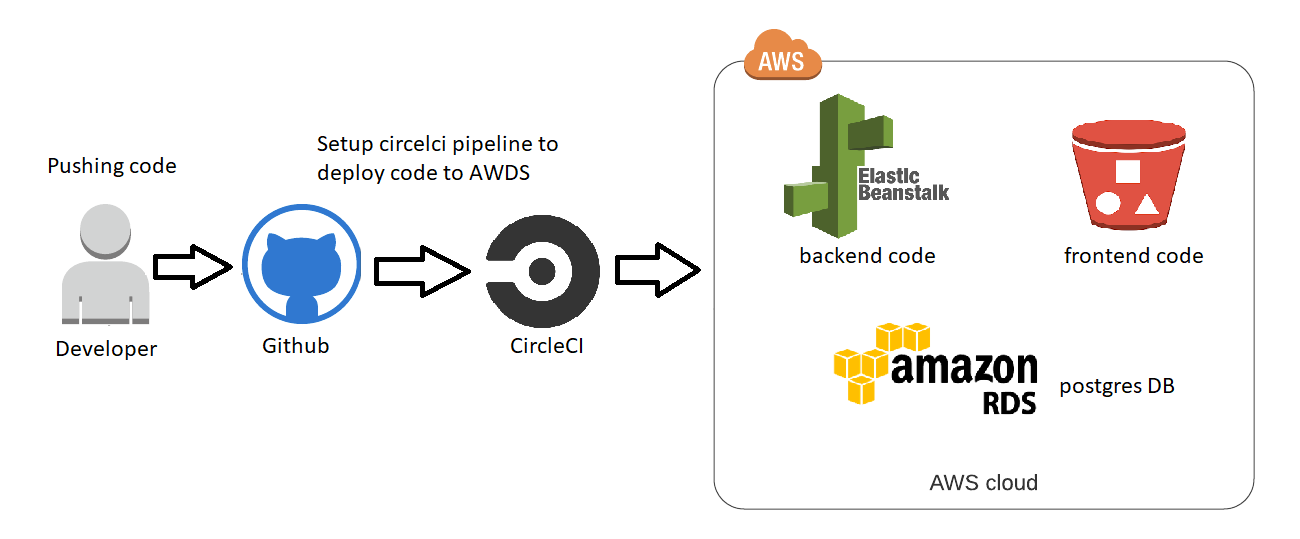 AWS
Setup circelci pipeline to
deploy code to AWDS
Pushing code
Elastic
Beanstalk
backend code
frontend code
Developer
Github
CircleCI
amazon
RDS
postgres DB
AWS cloud